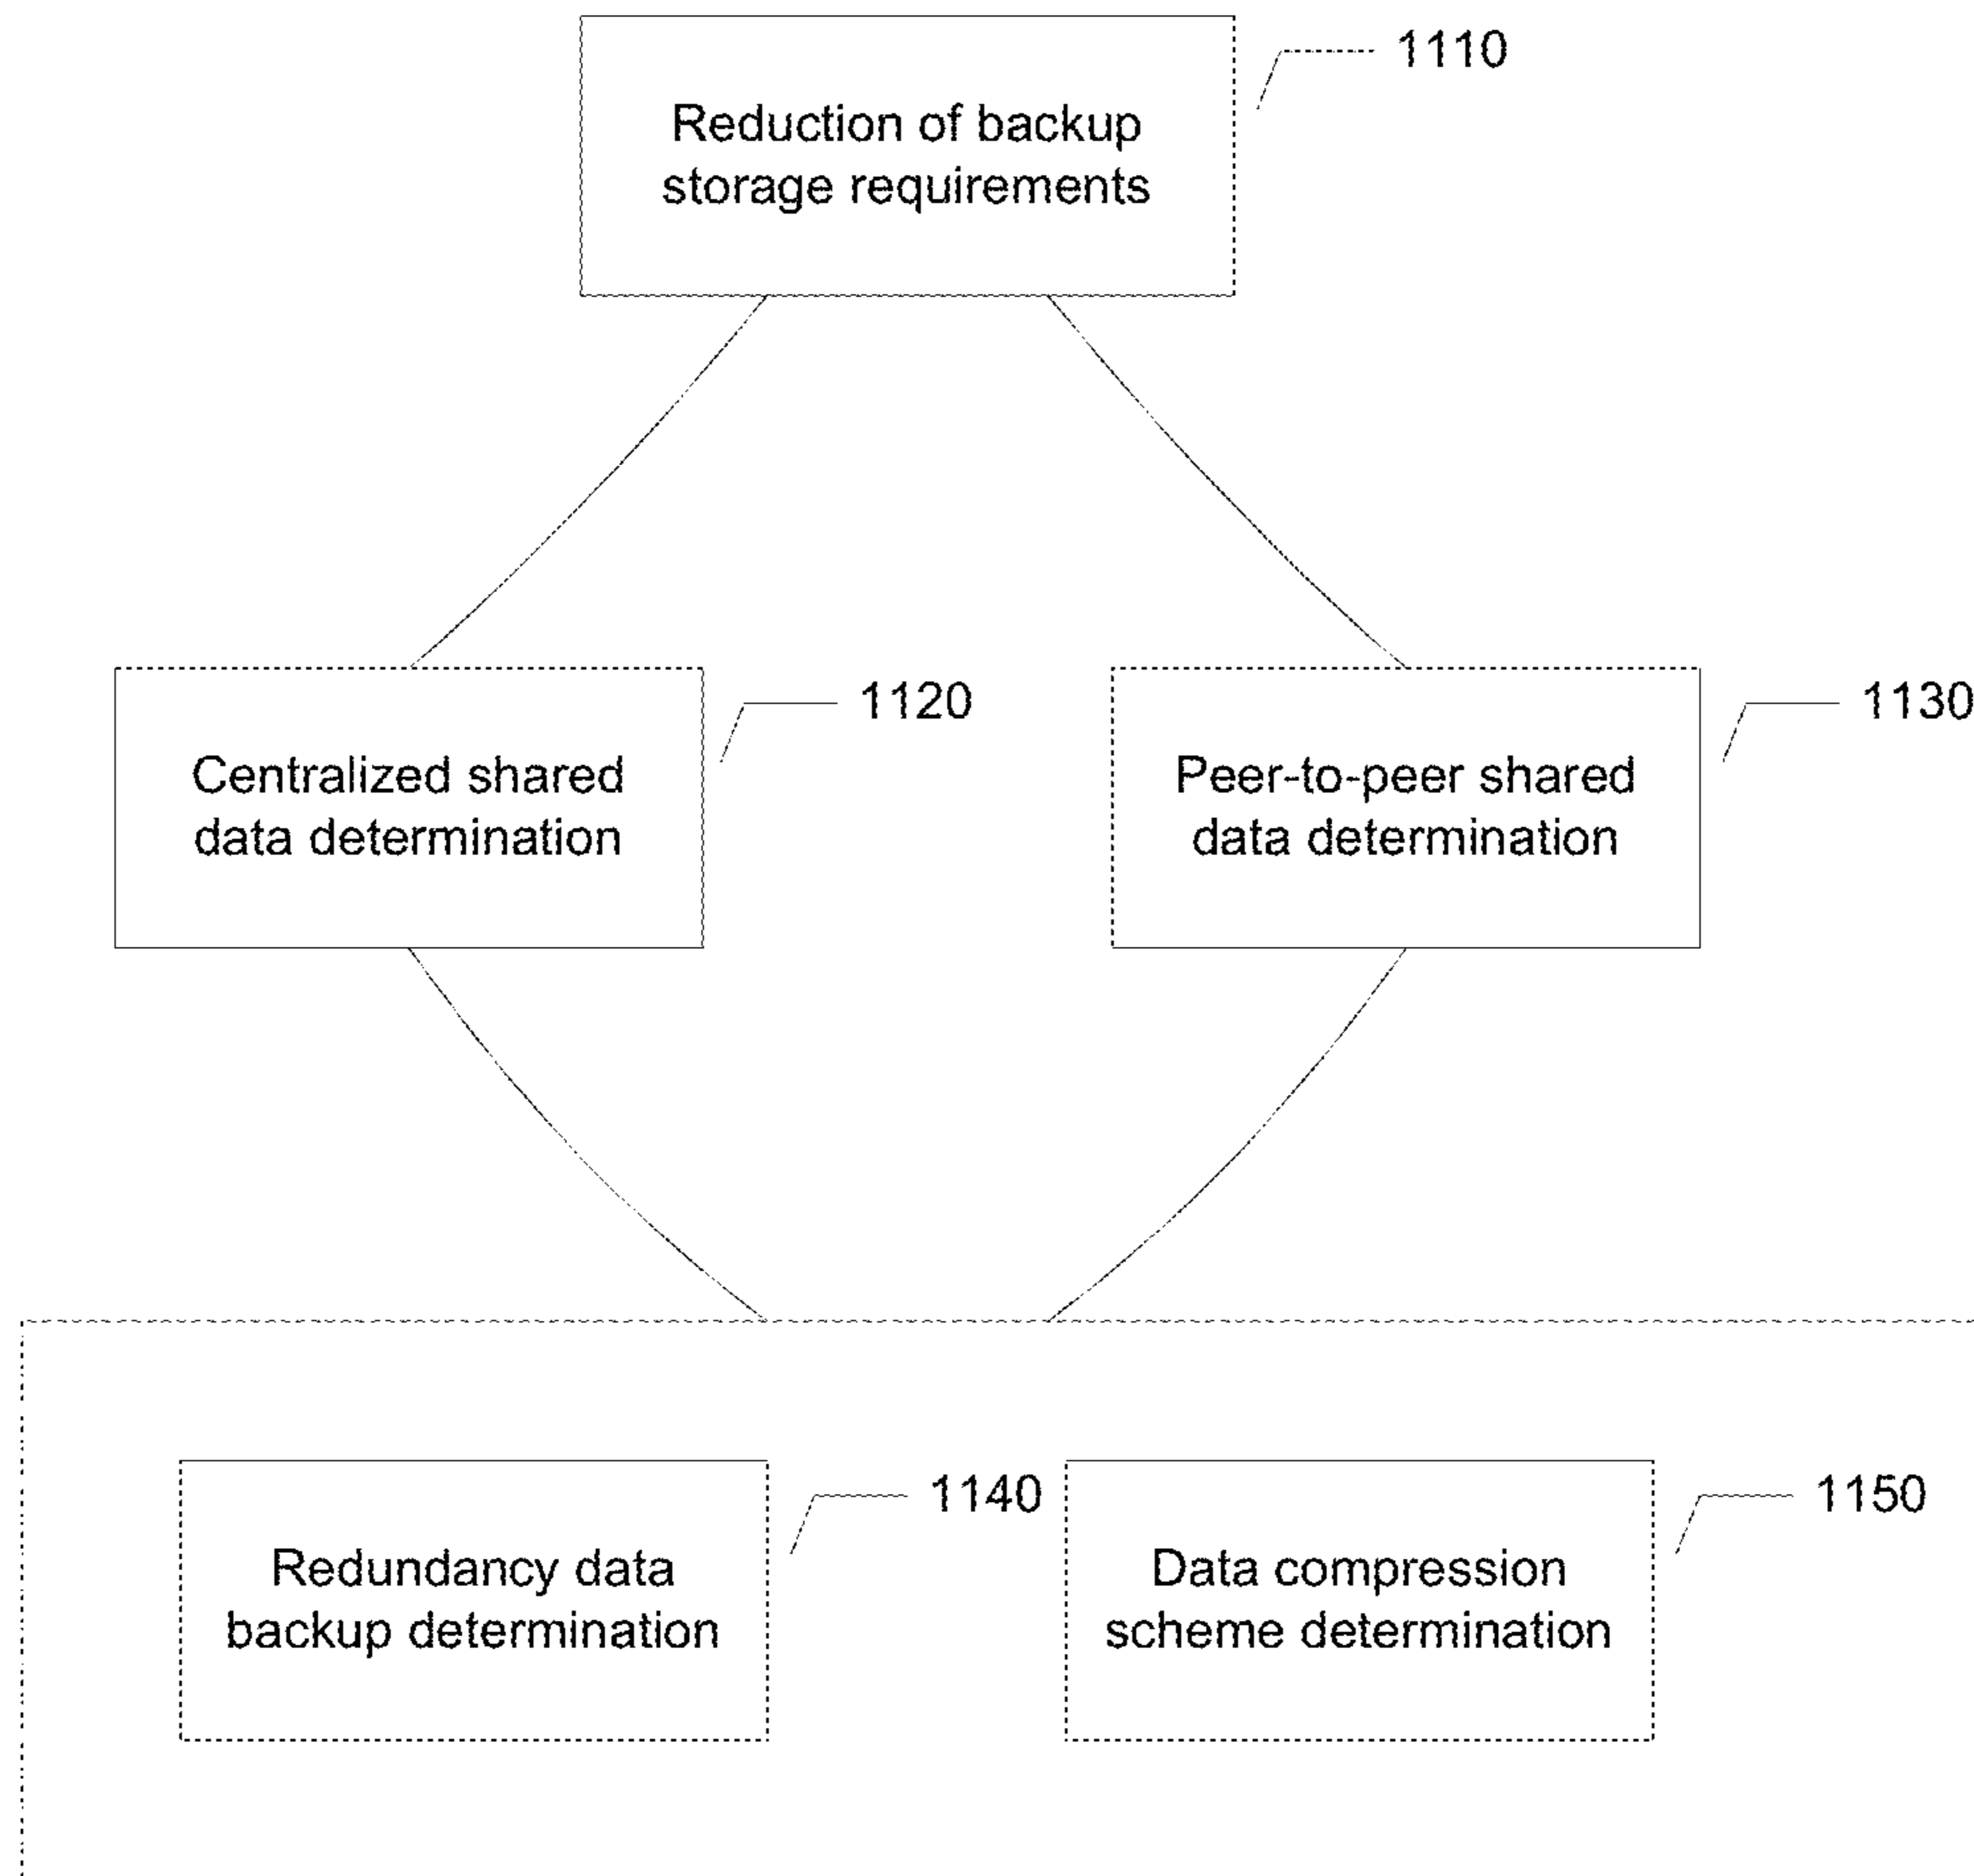 1110
Reduction of backup
storage requirements
1120
1130
Centralized shared
data determination
Peer-to-peer shared
data determination
1140
1150
Redundancy data
backup determination
Data compression
scheme determination